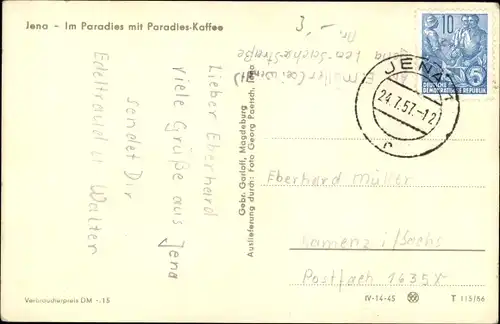 Jena - Im Paradies mit Paradies-Kaffee
Lieber Eberhard
viele Grüße aus Jena
sendet Dir
Edeltraud u Walter
Gebr. Garloff, Magdeburg
Auslieferung durch: Foto Georg Paetsch, Jena
3,-
10
5
DEUTSCHE
DEMOKRATISCHE REPUBLIK
JENA
24.7.57.-12
r
Eberhard Müller
Kamenz i/Sachs
Postfach 1635 X
Verbraucherpreis DM -.15
IV-14-45
T 115/56